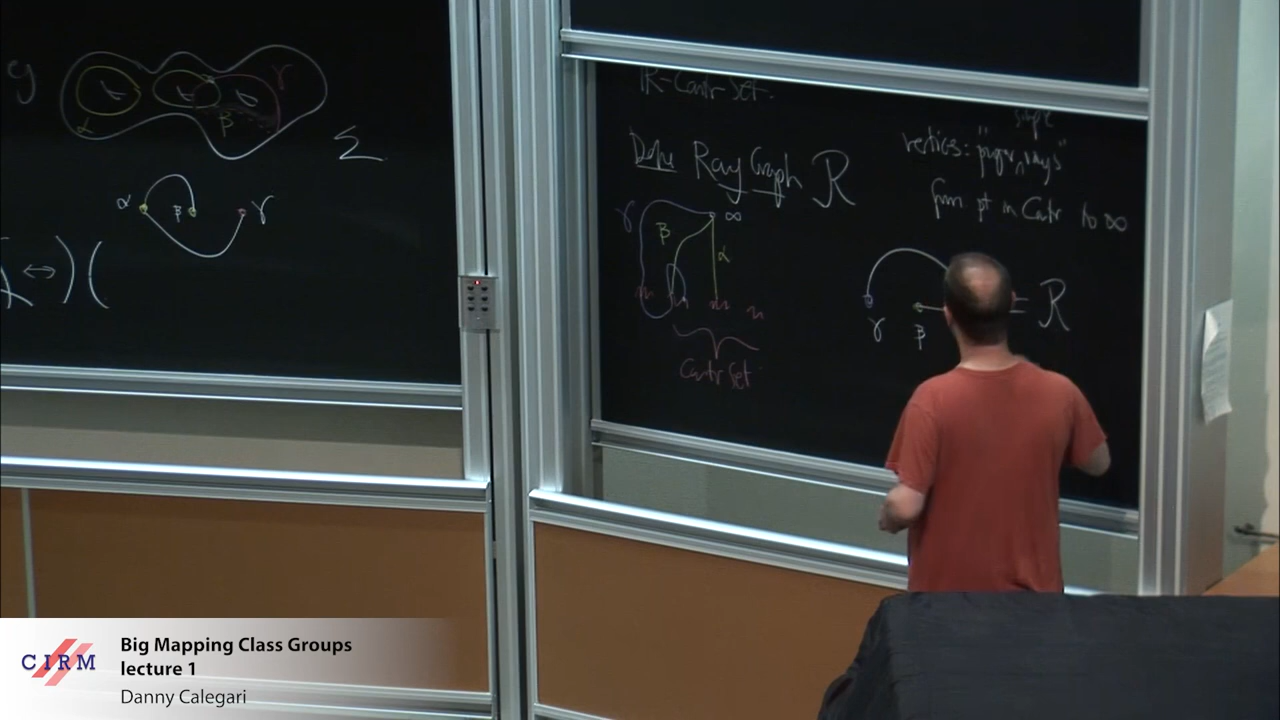 y
α
β
γ
Σ
α β γ
↔ ) (
R-Cantr Set.
Define Ray Graph R
vertices: "proper rays"
from pt in Cantr to ∞
γ β α ∞
γ β = R
Cantr Set
CIRM
Big Mapping Class Groups
lecture 1
Danny Calegari